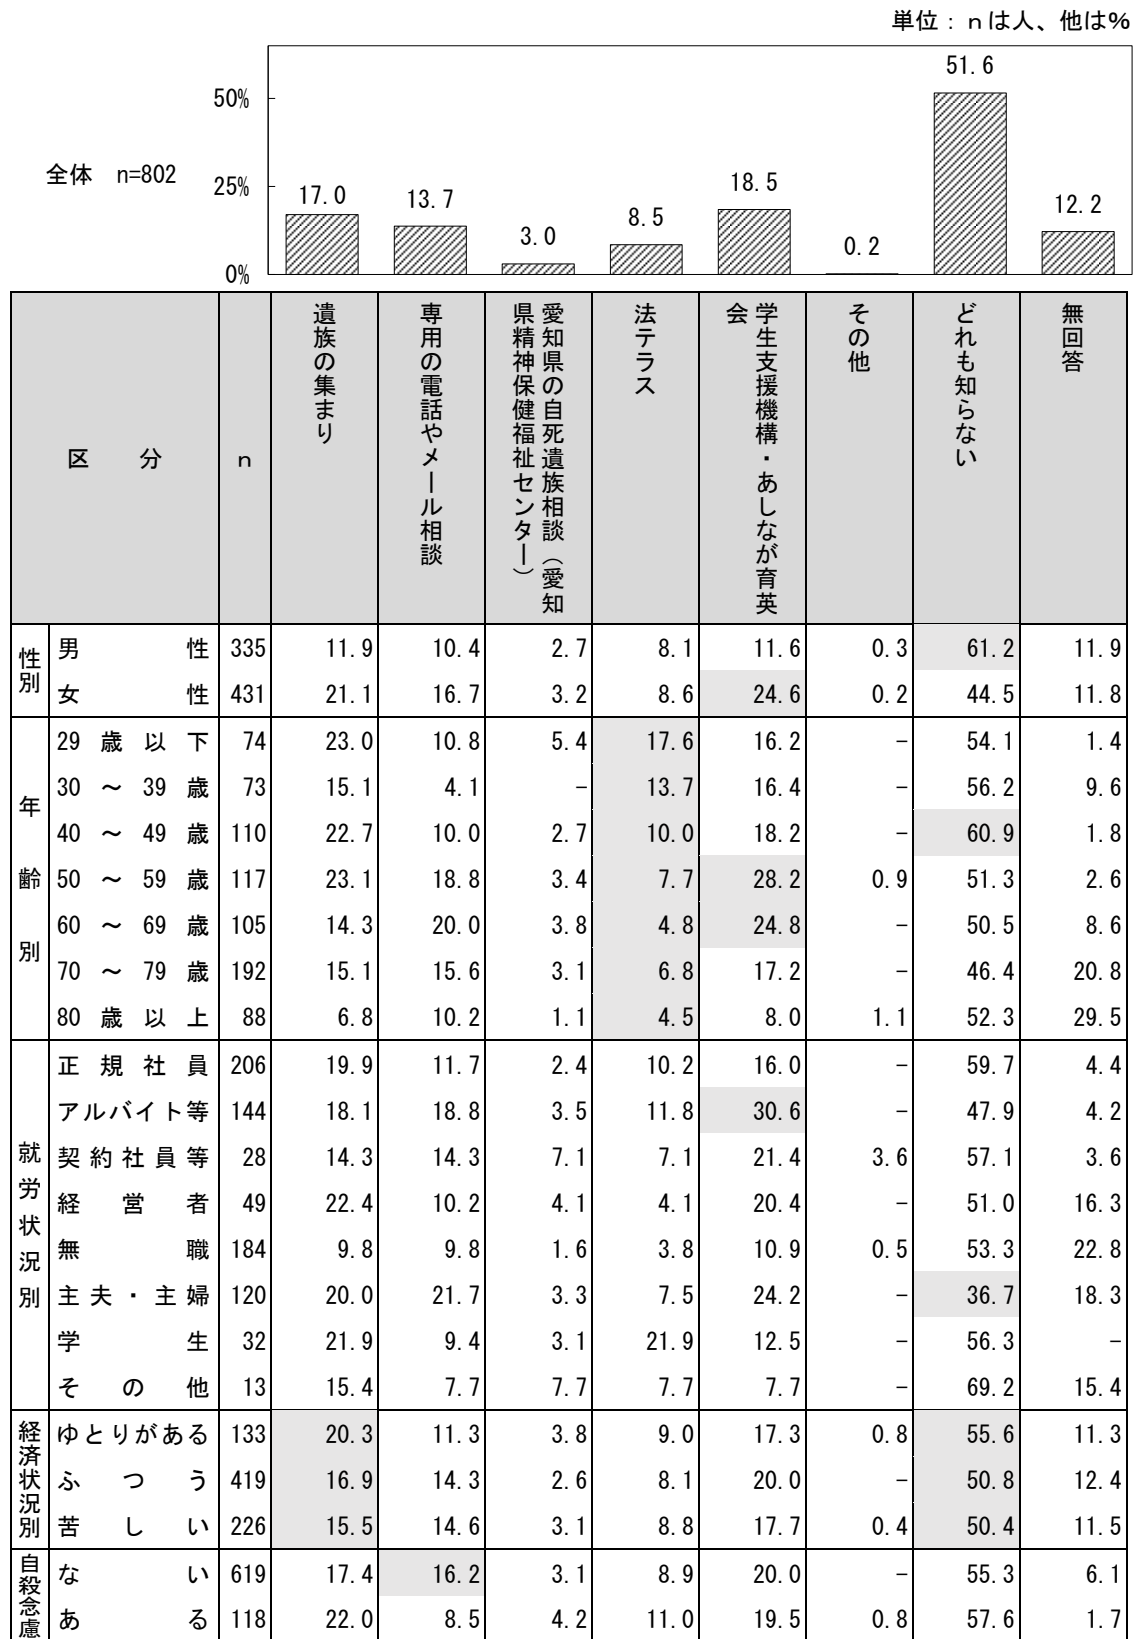 単位：ｎは人、他は％
全体　n=802
50%
25%
0%
17.0
13.7
3.0
8.5
18.5
0.2
51.6
12.2
区　分
ｎ
遺族の集まり
専用の電話やメール相談
愛知県の自死遺族相談（愛知
県精神保健福祉センター）
法テラス
学生支援機構・あしなが育英
会
その他
どれも知らない
無回答
性別
男性 335 11.9 10.4 2.7 8.1 11.6 0.3 61.2 11.9
女性 431 21.1 16.7 3.2 8.6 24.6 0.2 44.5 11.8
年齢別
29歳以下 74 23.0 10.8 5.4 17.6 16.2 － 54.1 1.4
30～39歳 73 15.1 4.1 － 13.7 16.4 － 56.2 9.6
40～49歳 110 22.7 10.0 2.7 10.0 18.2 － 60.9 1.8
50～59歳 117 23.1 18.8 3.4 7.7 28.2 0.9 51.3 2.6
60～69歳 105 14.3 20.0 3.8 4.8 24.8 － 50.5 8.6
70～79歳 192 15.1 15.6 3.1 6.8 17.2 － 46.4 20.8
80歳以上 88 6.8 10.2 1.1 4.5 8.0 1.1 52.3 29.5
就労状況別
正規社員 206 19.9 11.7 2.4 10.2 16.0 － 59.7 4.4
アルバイト等 144 18.1 18.8 3.5 11.8 30.6 － 47.9 4.2
契約社員等 28 14.3 14.3 7.1 7.1 21.4 3.6 57.1 3.6
経営者 49 22.4 10.2 4.1 4.1 20.4 － 51.0 16.3
無職 184 9.8 9.8 1.6 3.8 10.9 0.5 53.3 22.8
主夫・主婦 120 20.0 21.7 3.3 7.5 24.2 － 36.7 18.3
学生 32 21.9 9.4 3.1 21.9 12.5 － 56.3 －
その他 13 15.4 7.7 7.7 7.7 7.7 － 69.2 15.4
経済状況別
ゆとりがある 133 20.3 11.3 3.8 9.0 17.3 0.8 55.6 11.3
ふつう 419 16.9 14.3 2.6 8.1 20.0 － 50.8 12.4
苦しい 226 15.5 14.6 3.1 8.8 17.7 0.4 50.4 11.5
自殺念慮
ない 619 17.4 16.2 3.1 8.9 20.0 － 55.3 6.1
ある 118 22.0 8.5 4.2 11.0 19.5 0.8 57.6 1.7